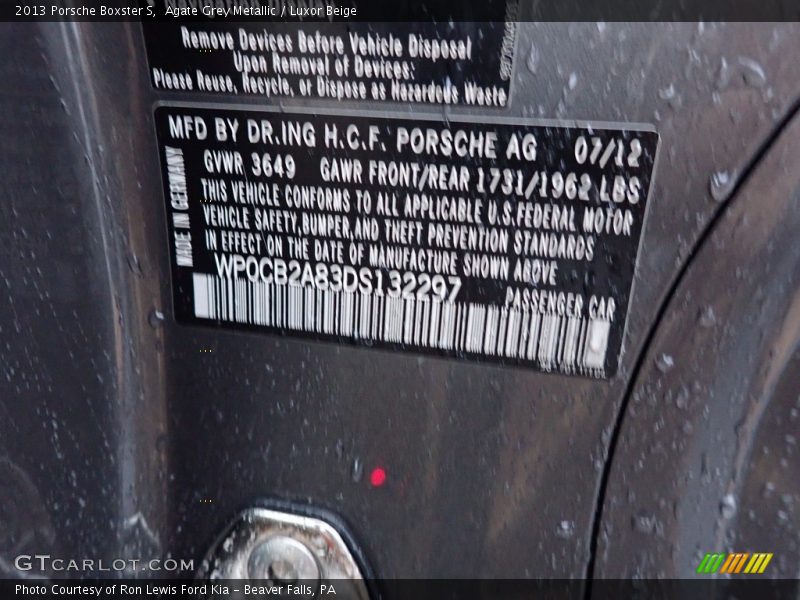 2013 Porsche Boxster S, Agate Grey Metallic / Luxor Beige
Remove Devices Before Vehicle Disposal
Upon Removal of Devices:
Please Reuse, Recycle, or Dispose as Hazardous Waste
MFD BY DR.ING H.C.F. PORSCHE AG 07/12
GVWR 3649 GAWR FRONT/REAR 1731/1962 LBS
MADE IN GERMANY
THIS VEHICLE CONFORMS TO ALL APPLICABLE U.S.FEDERAL MOTOR
VEHICLE SAFETY,BUMPER,AND THEFT PREVENTION STANDARDS
IN EFFECT ON THE DATE OF MANUFACTURE SHOWN ABOVE
WP0CB2A83DS132297
PASSENGER CAR
GTCARLOT.COM
Photo Courtesy of Ron Lewis Ford Kia - Beaver Falls, PA